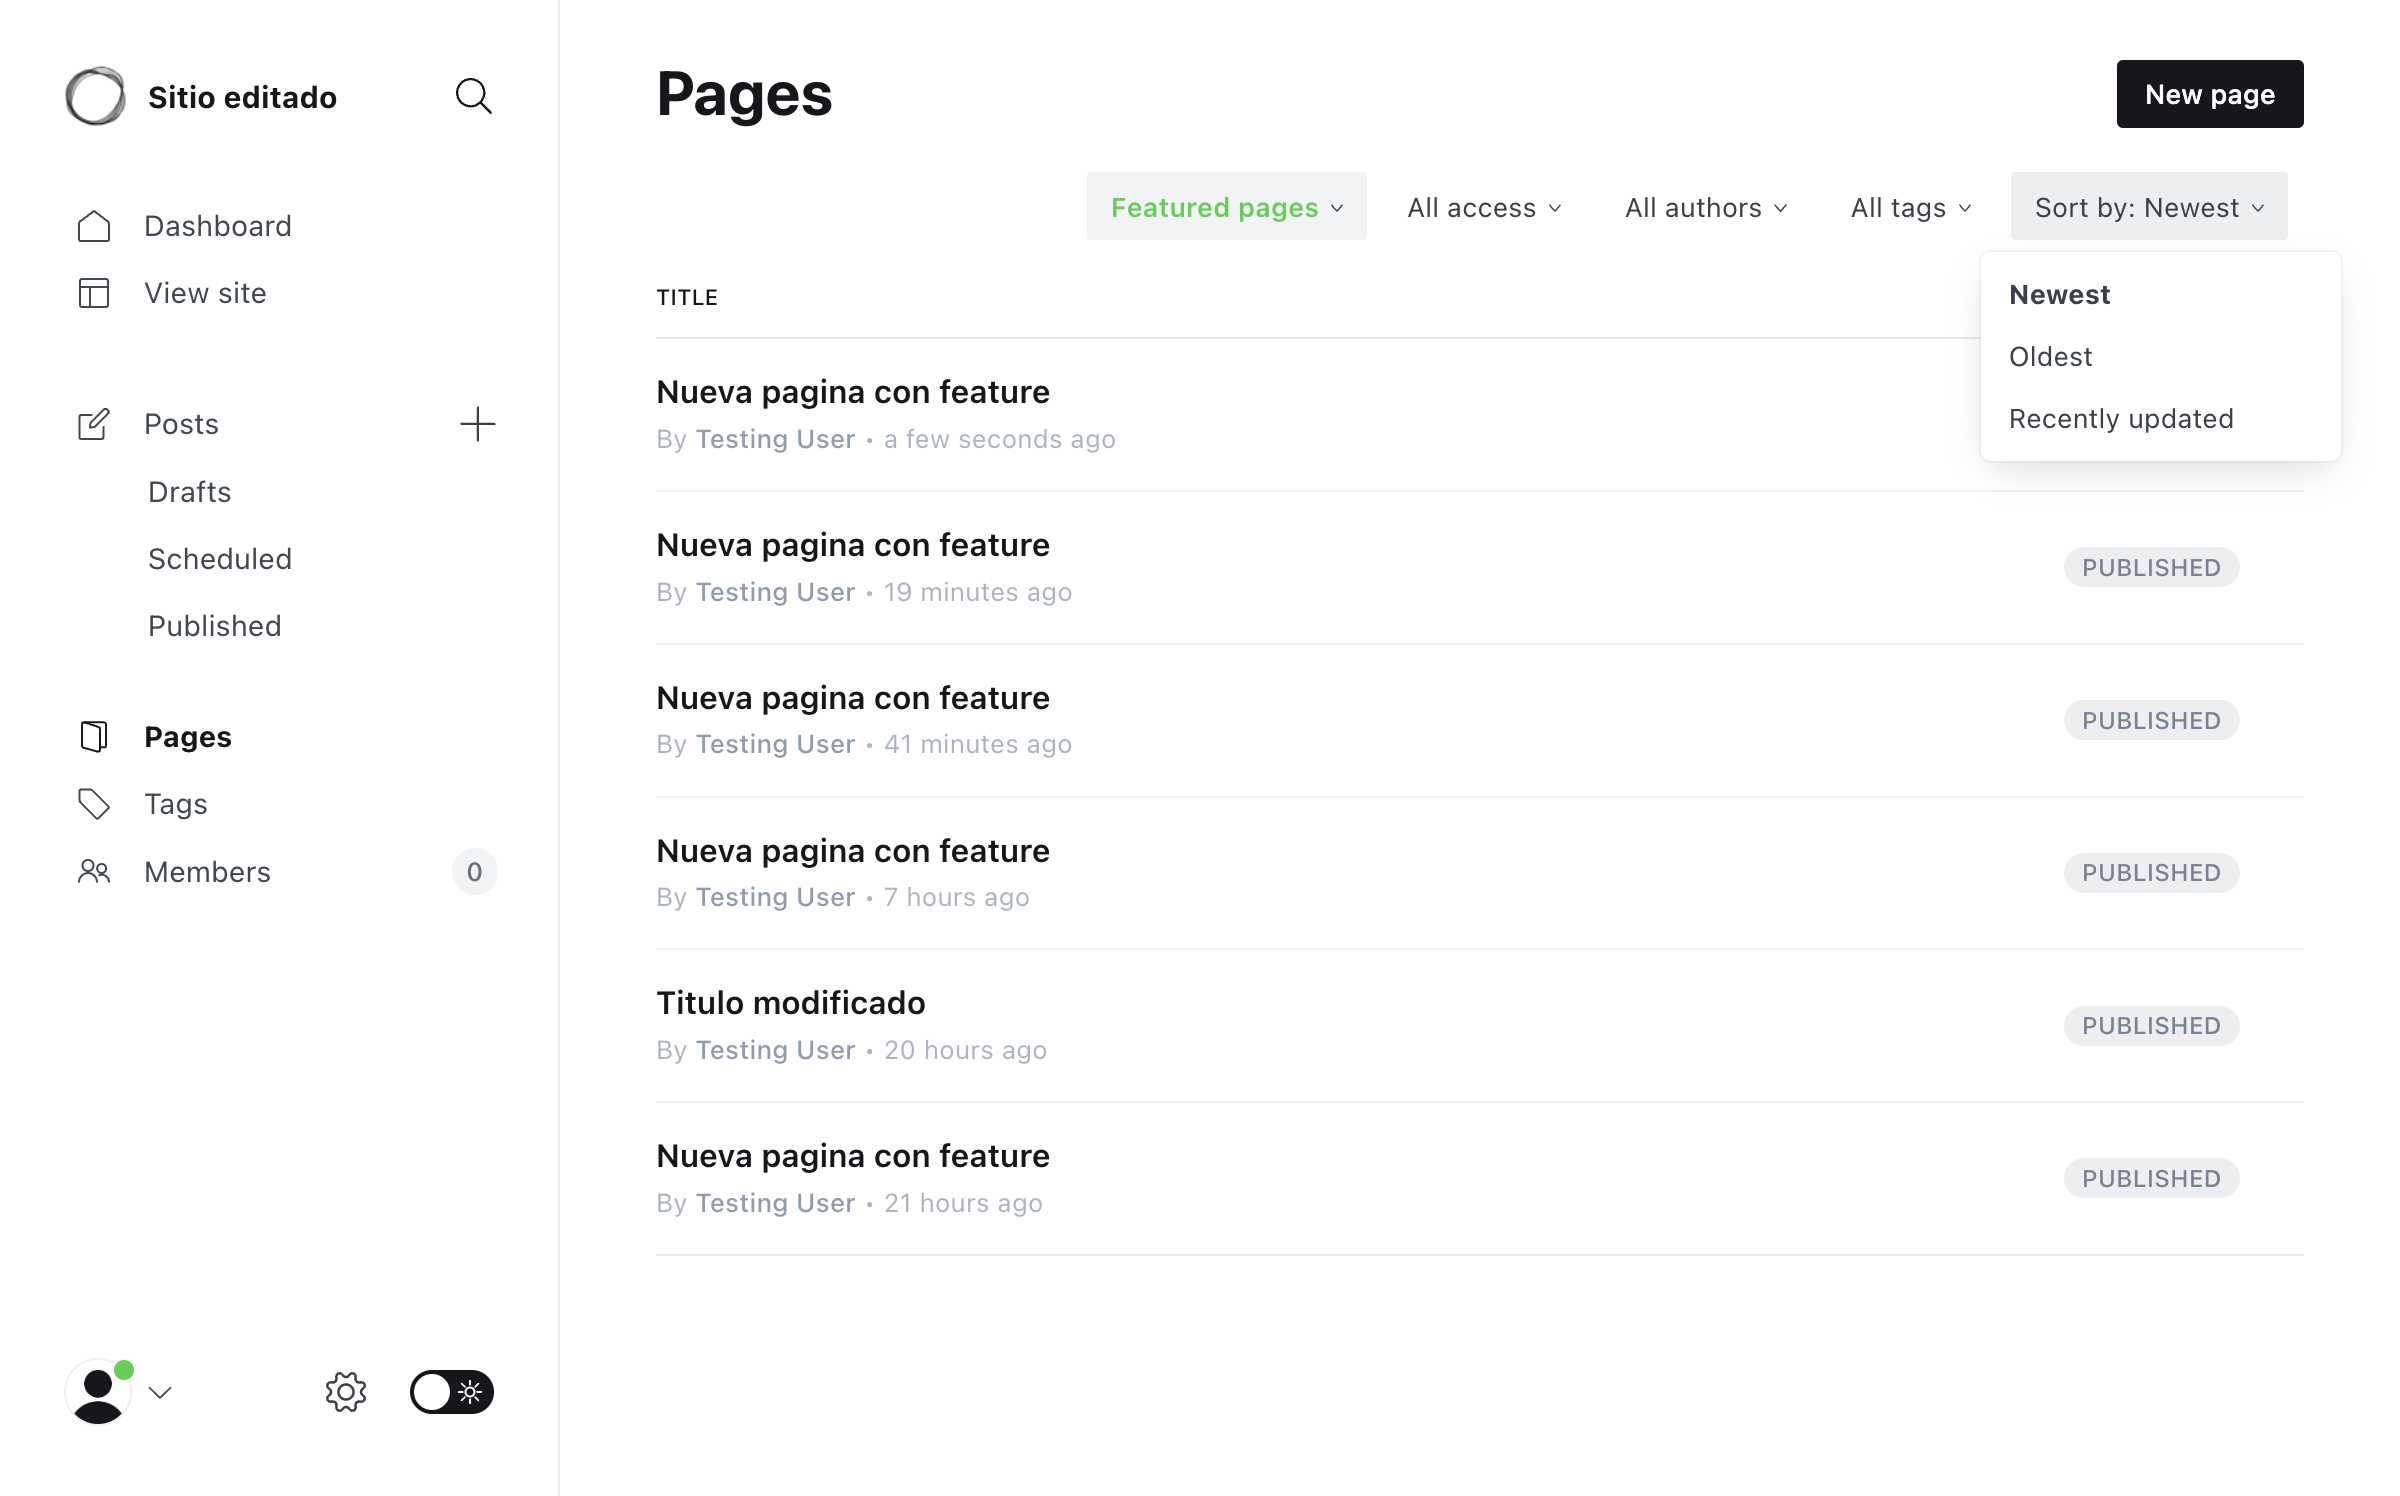 Sitio editado
Dashboard
View site
Posts
Drafts
Scheduled
Published
Pages
Tags
Members
0
Pages
New page
Featured pages
All access
All authors
All tags
Sort by: Newest
Newest
Oldest
Recently updated
TITLE
Nueva pagina con feature
By Testing User • a few seconds ago
Nueva pagina con feature
By Testing User • 19 minutes ago
PUBLISHED
Nueva pagina con feature
By Testing User • 41 minutes ago
PUBLISHED
Nueva pagina con feature
By Testing User • 7 hours ago
PUBLISHED
Titulo modificado
By Testing User • 20 hours ago
PUBLISHED
Nueva pagina con feature
By Testing User • 21 hours ago
PUBLISHED